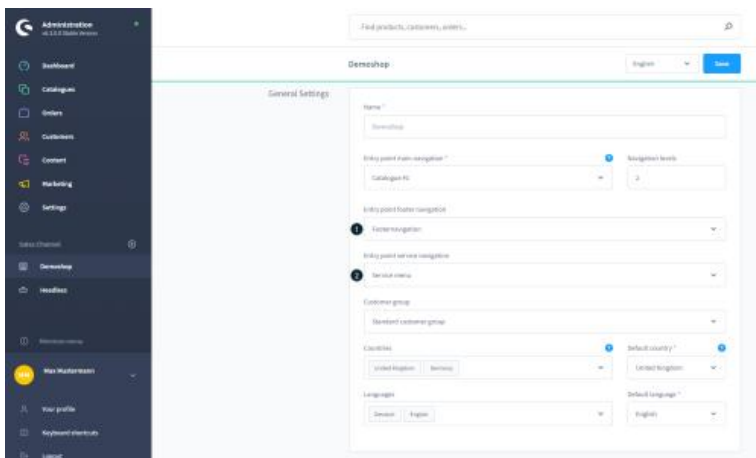 Administration
Find products, customers, orders...
Dashboard
Demoshop
English
Save
Catalogues
General Settings
Name *
Orders
Demoshop
Customers
Content
Entry point main navigation *
Navigation levels
Marketing
Catalogue #1
2
Settings
Entry point footer navigation
1
Footernavigation
Sales Channel
Entry point service navigation
Demoshop
2
Service menu
Headless
Customer group
Standard customer group
Countries
Default country *
Max Mustermann
United Kingdom
Germany
United Kingdom
Languages
Default language *
Your profile
English
English
Keyboard shortcuts
Logout